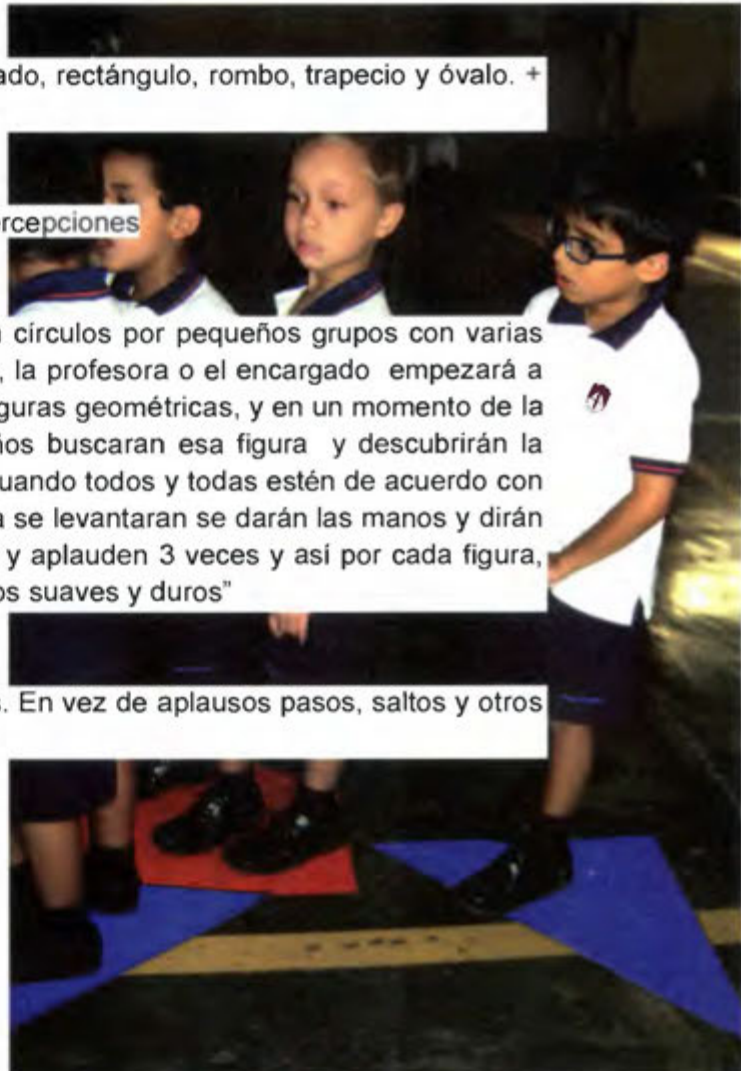 ado, rectángulo, rombo, trapecio y óvalo. +
rcepciones
círculos por pequeños grupos con varias
, la profesora o el encargado empezará a
guras geométricas, y en un momento de la
ños buscaran esa figura y descubrirán la
uando todos y todas estén de acuerdo con
a se levantaran se darán las manos y dirán
y aplauden 3 veces y así por cada figura,
os suaves y duros”
s. En vez de aplausos pasos, saltos y otros